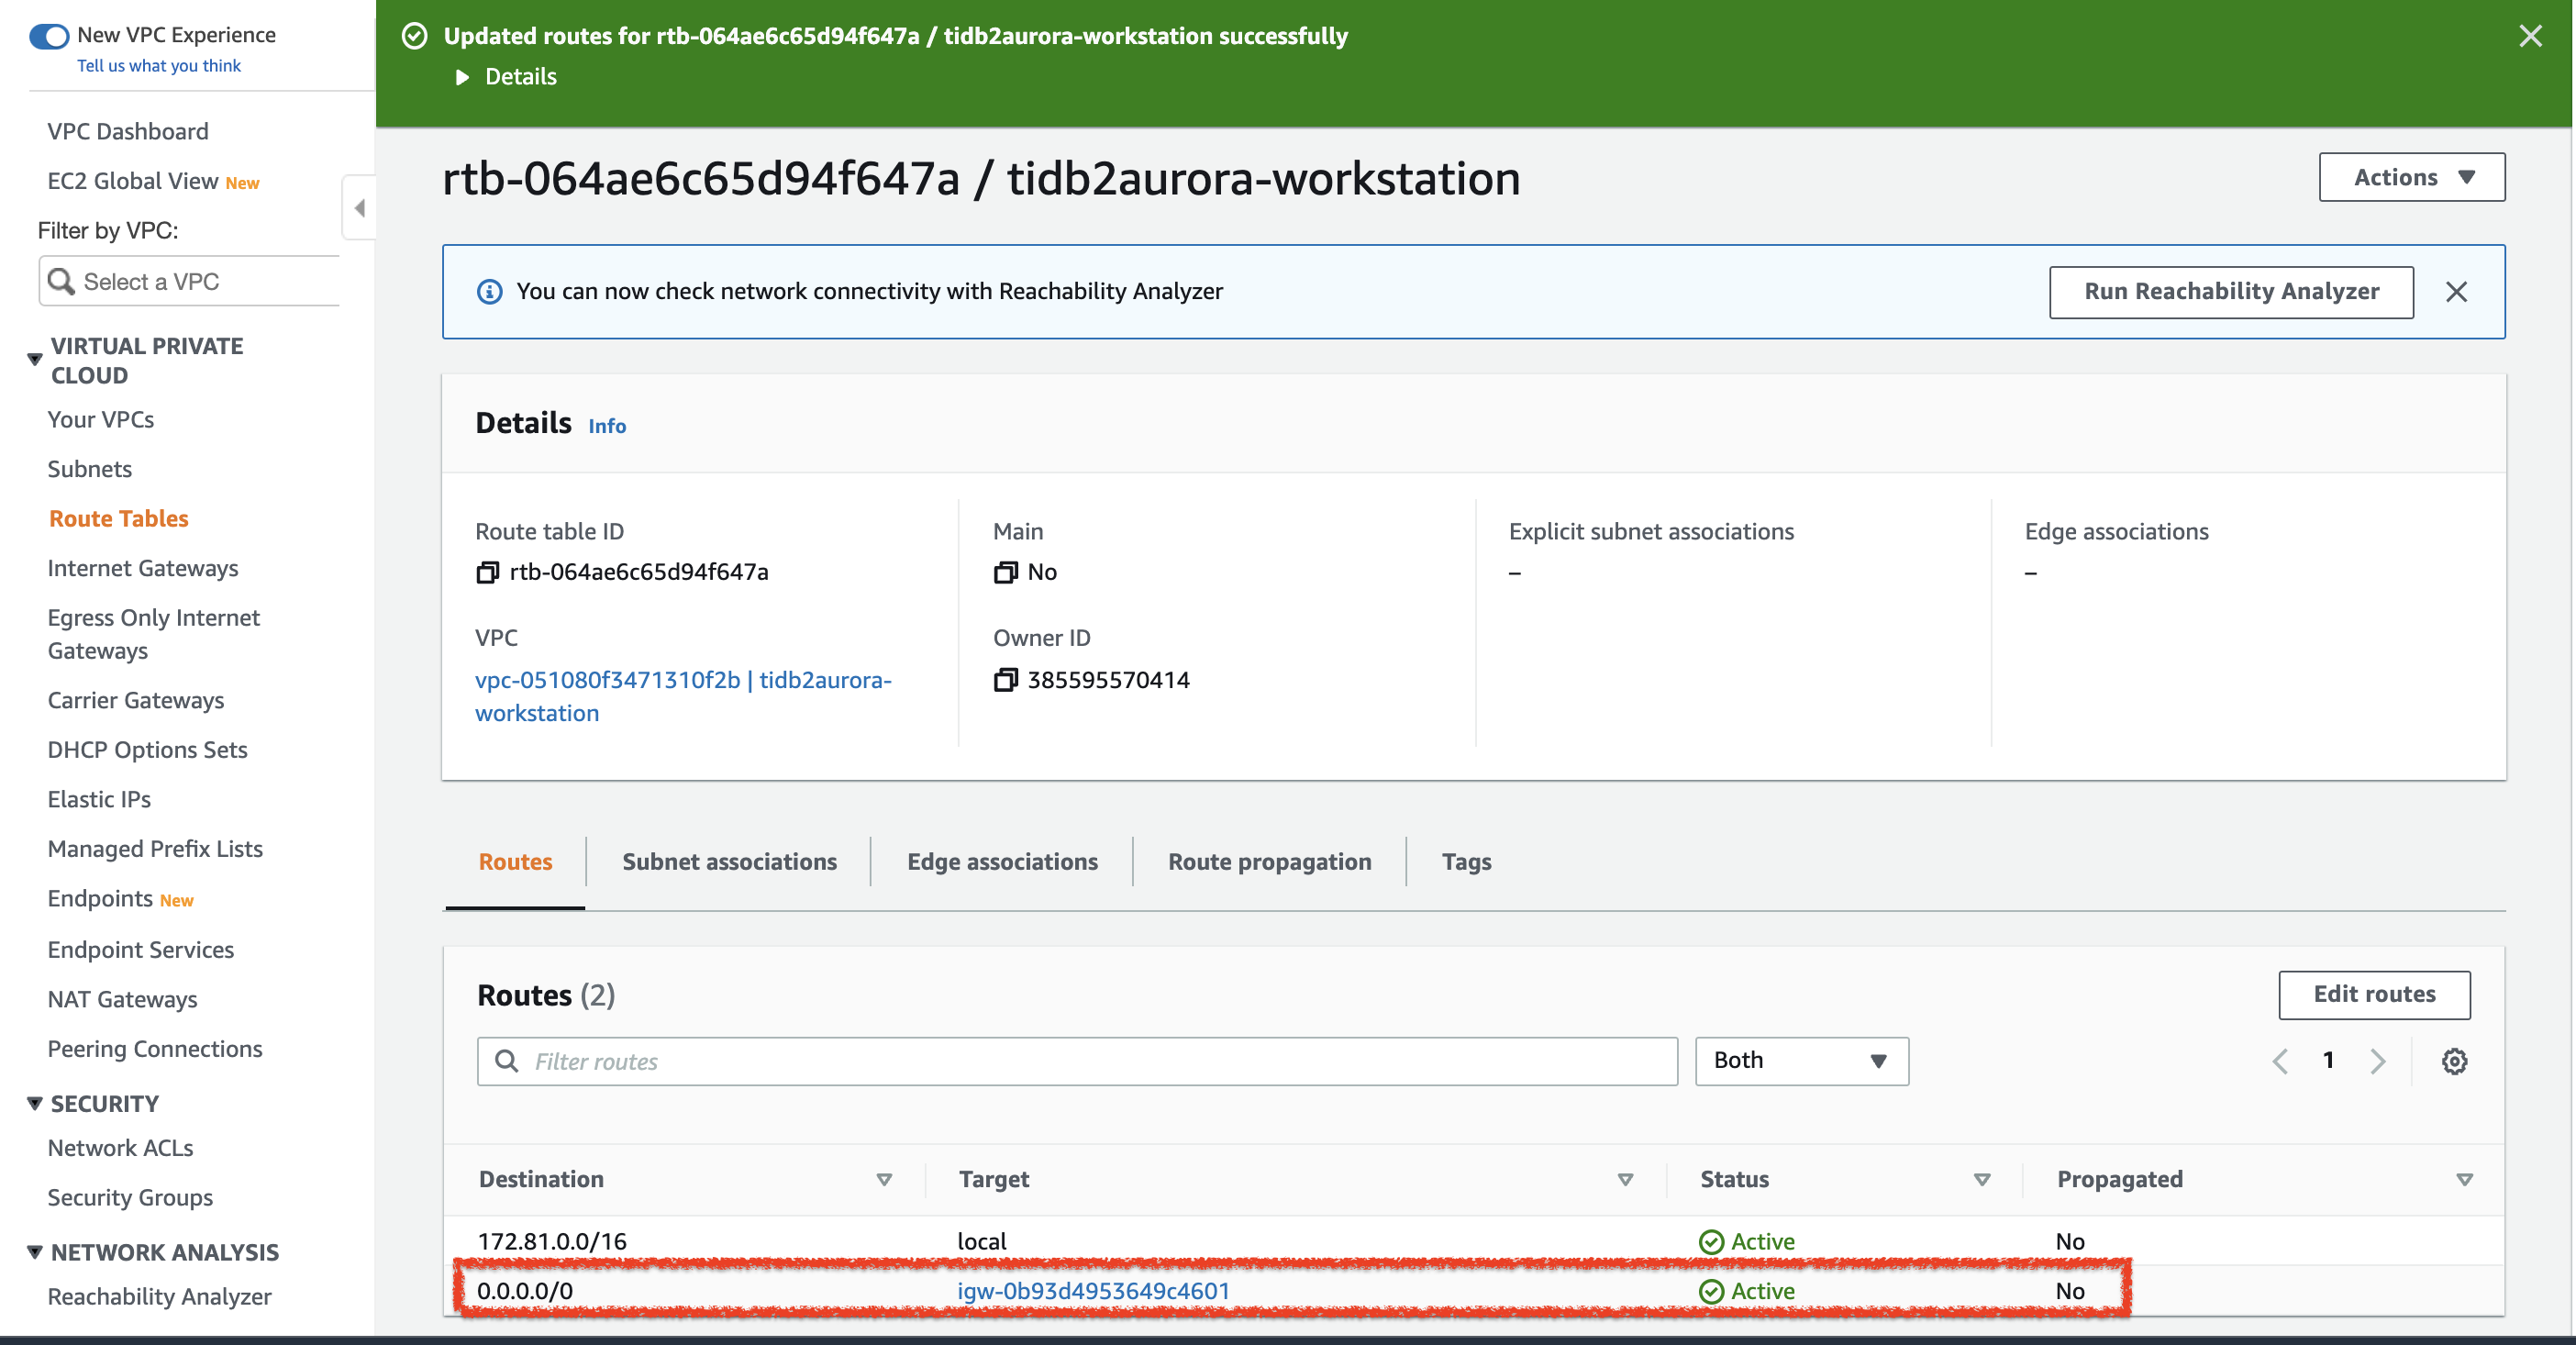 New VPC Experience
Tell us what you think
VPC Dashboard
EC2 Global View New
Filter by VPC:
Select a VPC
VIRTUAL PRIVATE
CLOUD
Your VPCs
Subnets
Route Tables
Internet Gateways
Egress Only Internet
Gateways
Carrier Gateways
DHCP Options Sets
Elastic IPs
Managed Prefix Lists
Endpoints New
Endpoint Services
NAT Gateways
Peering Connections
SECURITY
Network ACLs
Security Groups
NETWORK ANALYSIS
Reachability Analyzer
Updated routes for rtb-064ae6c65d94f647a / tidb2aurora-workstation successfully
Details
rtb-064ae6c65d94f647a / tidb2aurora-workstation
Actions
You can now check network connectivity with Reachability Analyzer
Run Reachability Analyzer
Details Info
Route table ID
rtb-064ae6c65d94f647a
Main
No
Explicit subnet associations
–
Edge associations
–
VPC
vpc-051080f3471310f2b | tidb2aurora-
workstation
Owner ID
385595570414
Routes Subnet associations Edge associations Route propagation Tags
Routes (2)
Edit routes
Filter routes
Both
1
Destination Target Status Propagated
172.81.0.0/16 local Active No
0.0.0.0/0 igw-0b93d4953649c4601 Active No